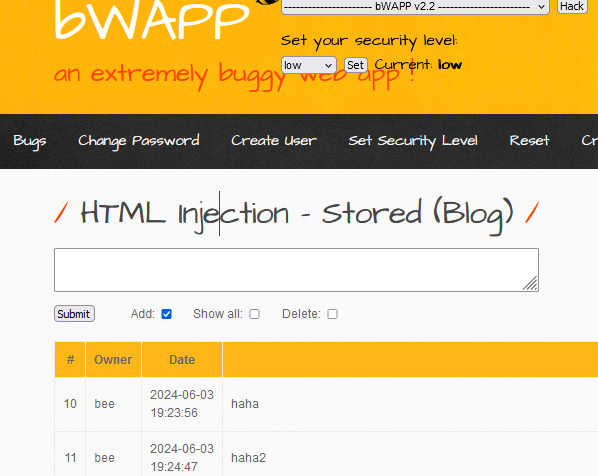 bWAPP
------------------------- bWAPP v2.2 ------------------------- Hack
Set your security level:
low Set Current: low
an extremely buggy web app !
Bugs Change Password Create User Set Security Level Reset Cr
/ HTML Injection - Stored (Blog) /
Submit Add: Show all: Delete:
# Owner Date
10 bee 2024-06-03 19:23:56 haha
11 bee 2024-06-03 19:24:47 haha2